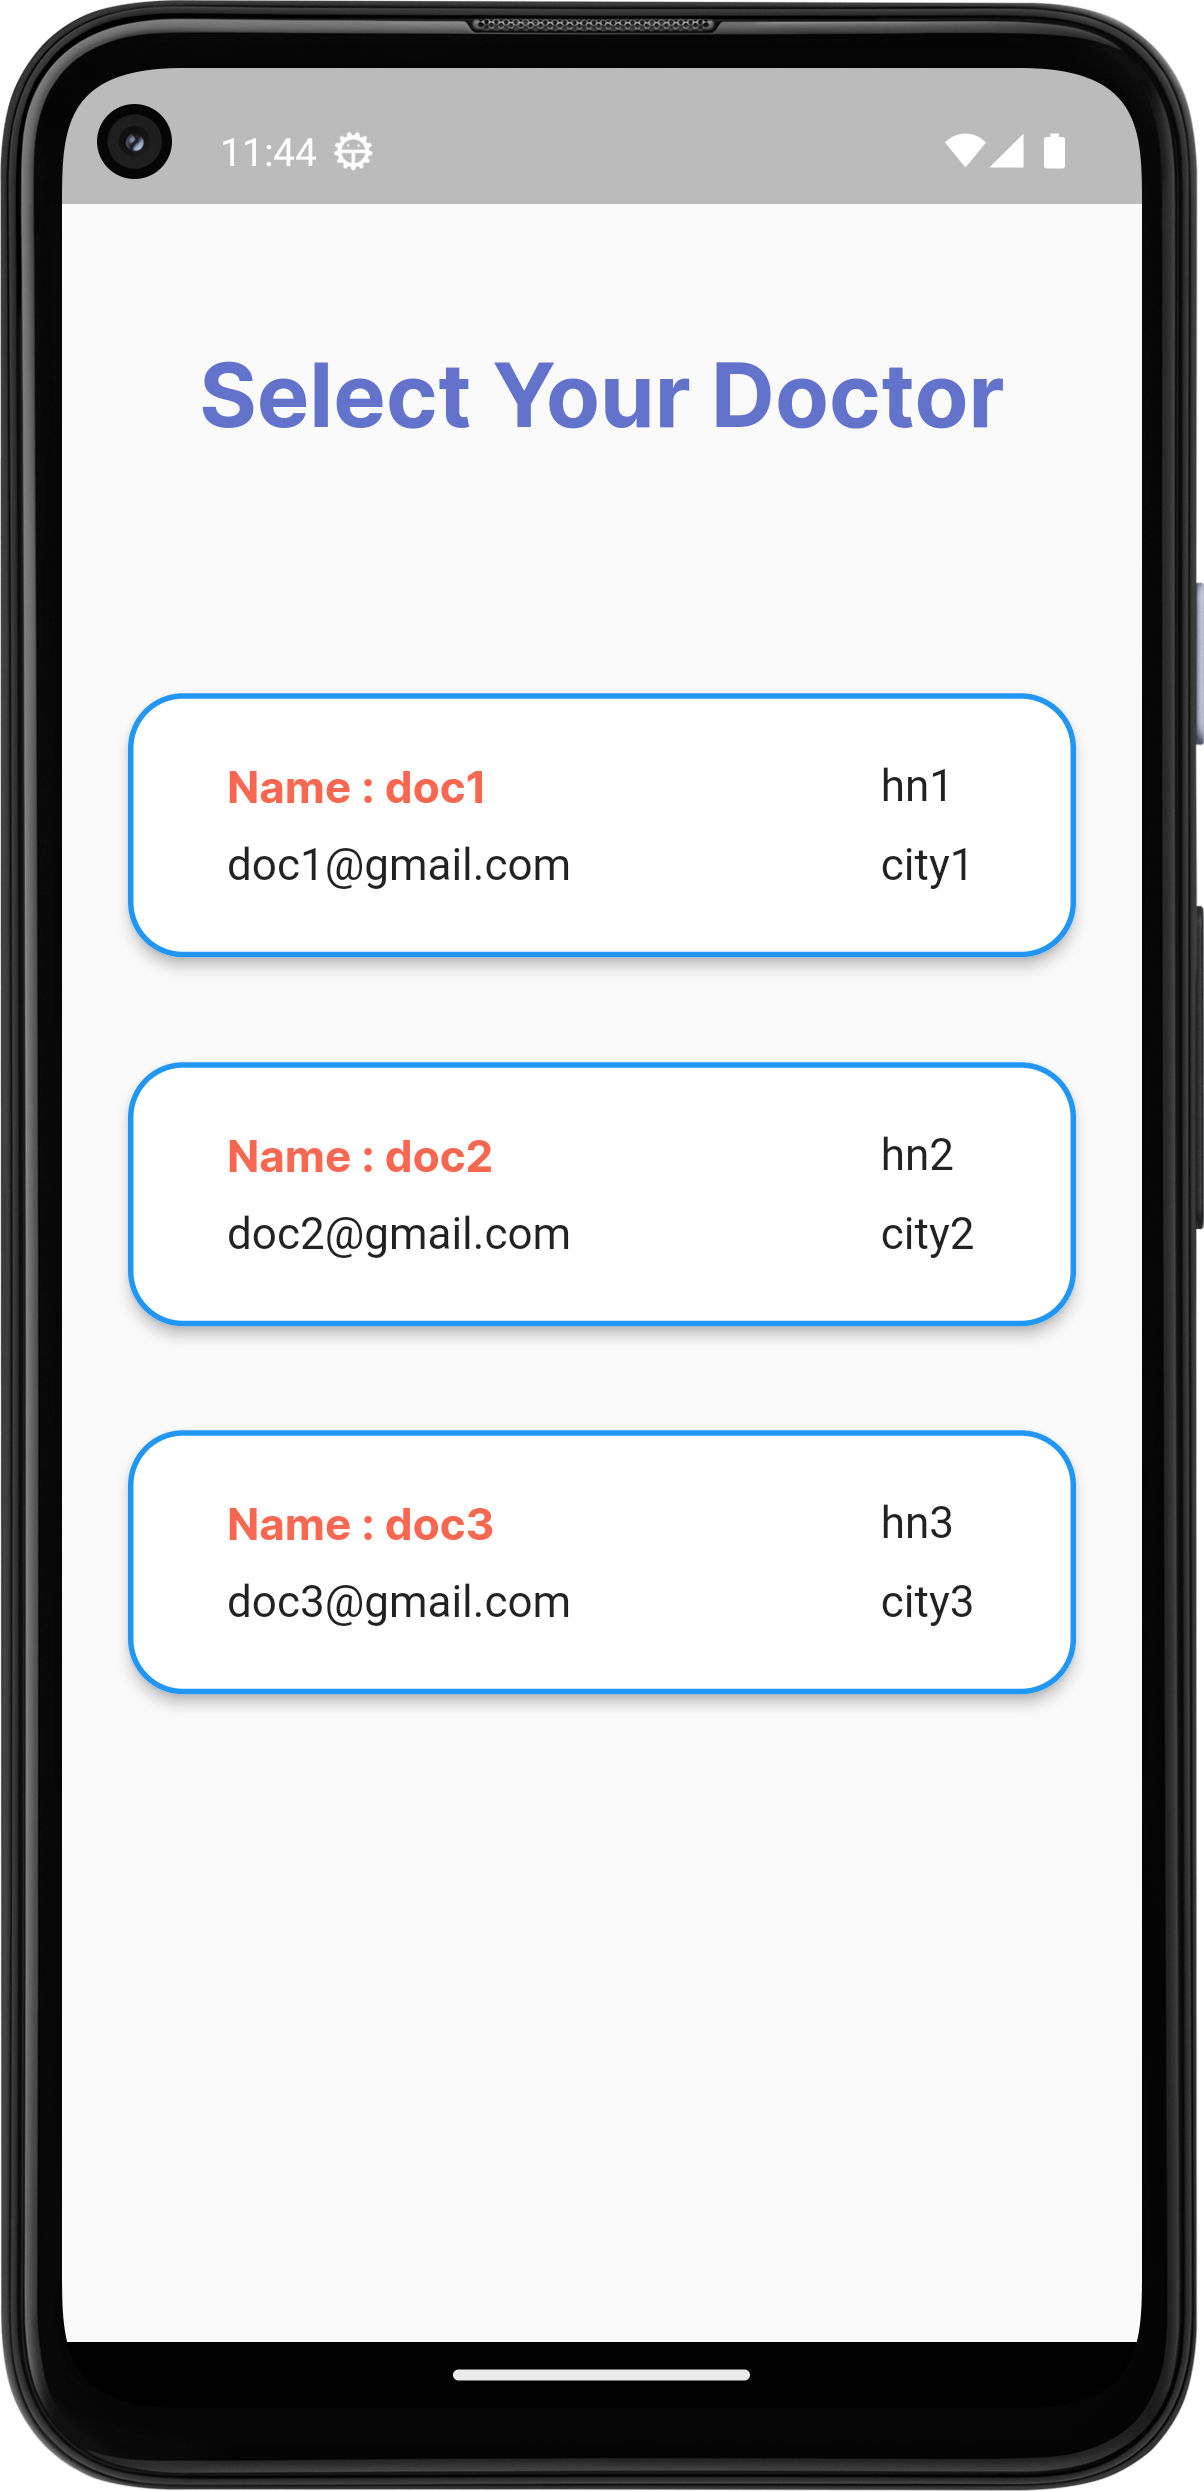 11:44
Select Your Doctor
Name : doc1 hn1
doc1@gmail.com city1
Name : doc2 hn2
doc2@gmail.com city2
Name : doc3 hn3
doc3@gmail.com city3